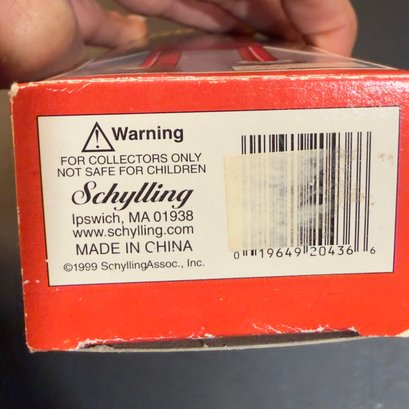 Warning
FOR COLLECTORS ONLY
NOT SAFE FOR CHILDREN
Schylling
Ipswich, MA 01938
www.schylling.com
MADE IN CHINA
©1999 SchyllingAssoc., Inc.
0 19649 20436 6